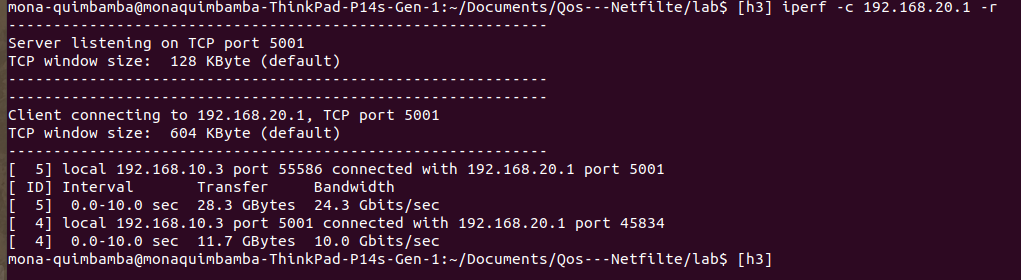 mona-quimbamba@monaquimbamba-ThinkPad-P14s-Gen-1:~/Documents/Qos---Netfilte/lab$ [h3] iperf -c 192.168.20.1 -r
------------------------------------------------------------
Server listening on TCP port 5001
TCP window size:  128 KByte (default)
------------------------------------------------------------
------------------------------------------------------------
Client connecting to 192.168.20.1, TCP port 5001
TCP window size:  604 KByte (default)
------------------------------------------------------------
[  5] local 192.168.10.3 port 55586 connected with 192.168.20.1 port 5001
[ ID] Interval       Transfer     Bandwidth
[  5]  0.0-10.0 sec  28.3 GBytes  24.3 Gbits/sec
[  4] local 192.168.10.3 port 5001 connected with 192.168.20.1 port 45834
[  4]  0.0-10.0 sec  11.7 GBytes  10.0 Gbits/sec
mona-quimbamba@monaquimbamba-ThinkPad-P14s-Gen-1:~/Documents/Qos---Netfilte/lab$ [h3]